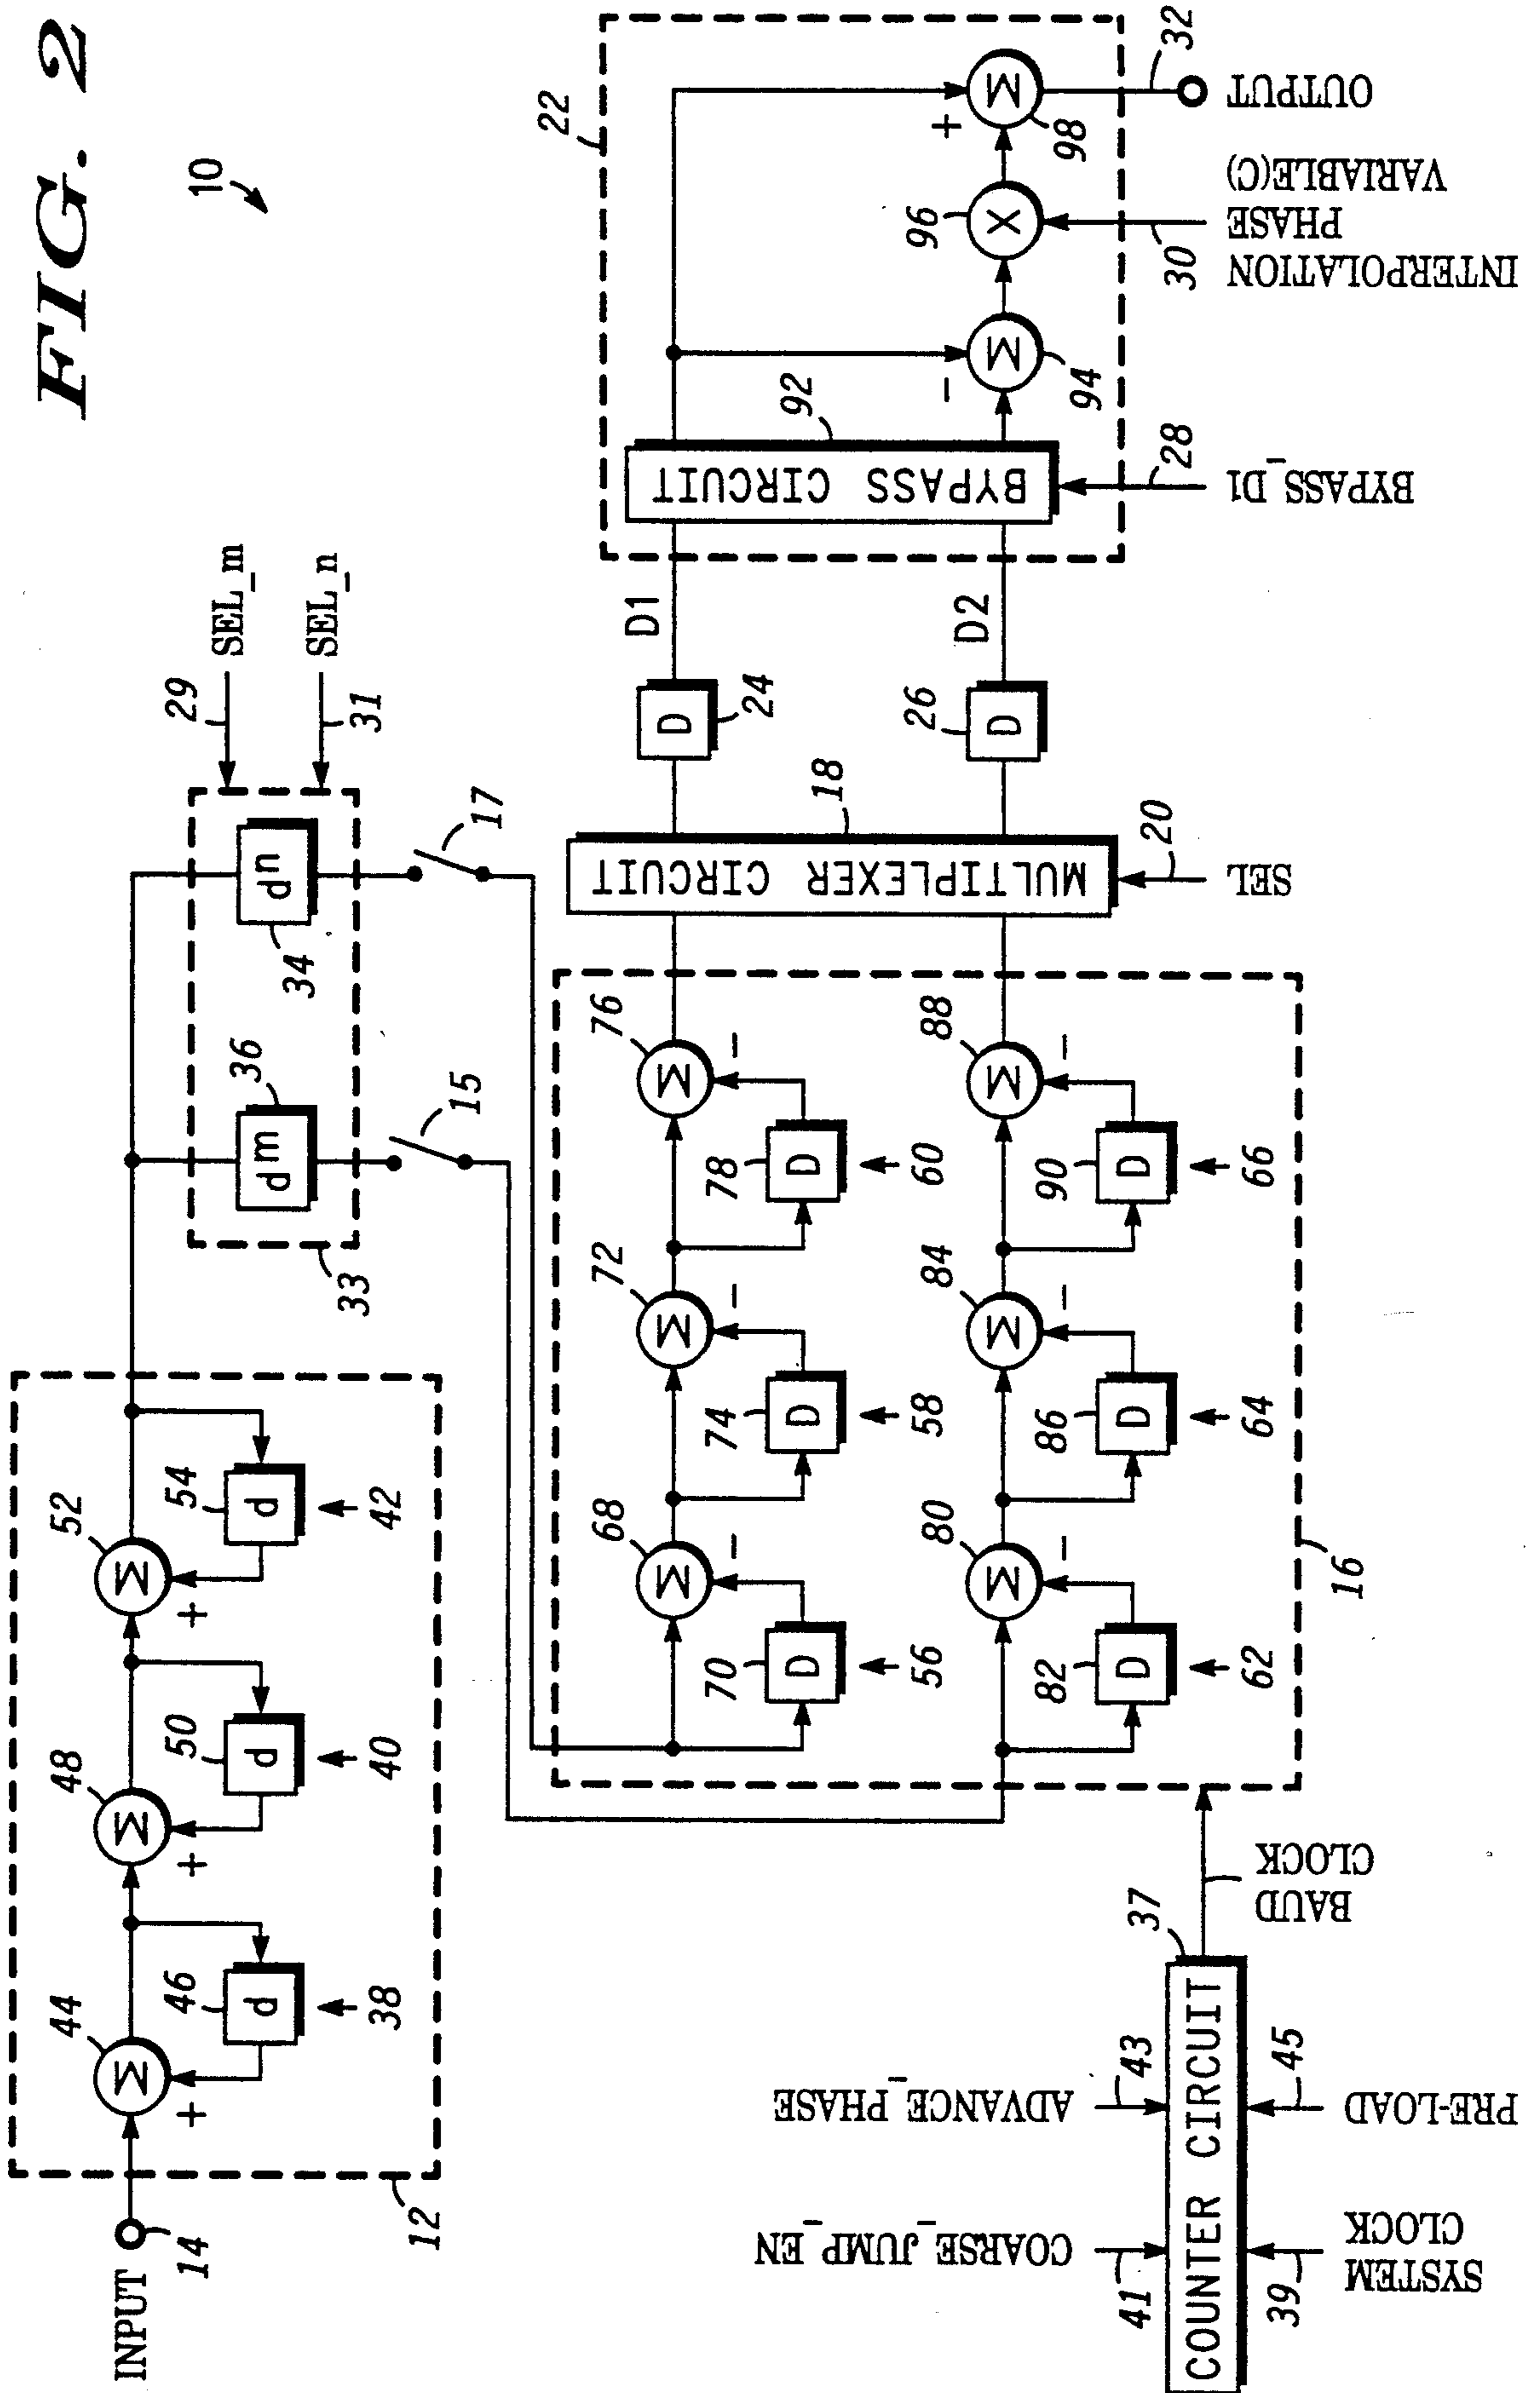 FIG. 2
10
INPUT
14
12
44
Σ
+
46
d
38
48
Σ
+
50
d
40
52
Σ
+
54
d
42
33
36
dm
34
dn
29
SEL_m
31
SEL_n
15
17
16
68
Σ
-
70
D
56
72
Σ
-
74
D
58
76
Σ
-
78
D
60
80
Σ
-
82
D
62
84
Σ
-
86
D
64
88
Σ
-
90
D
66
18
MULTIPLEXER CIRCUIT
20
SEL
D
24
D1
26
D
D2
22
92
BYPASS CIRCUIT
28
BYPASS_D1
-
Σ
94
96
X
30
INTERPOLATION
PHASE
VARIABLE(C)
+
Σ
98
32
OUTPUT
COARSE_JUMP_EN
41
ADVANCE_PHASE
43
COUNTER CIRCUIT
37
BAUD
CLOCK
39
SYSTEM
CLOCK
45
PRE-LOAD